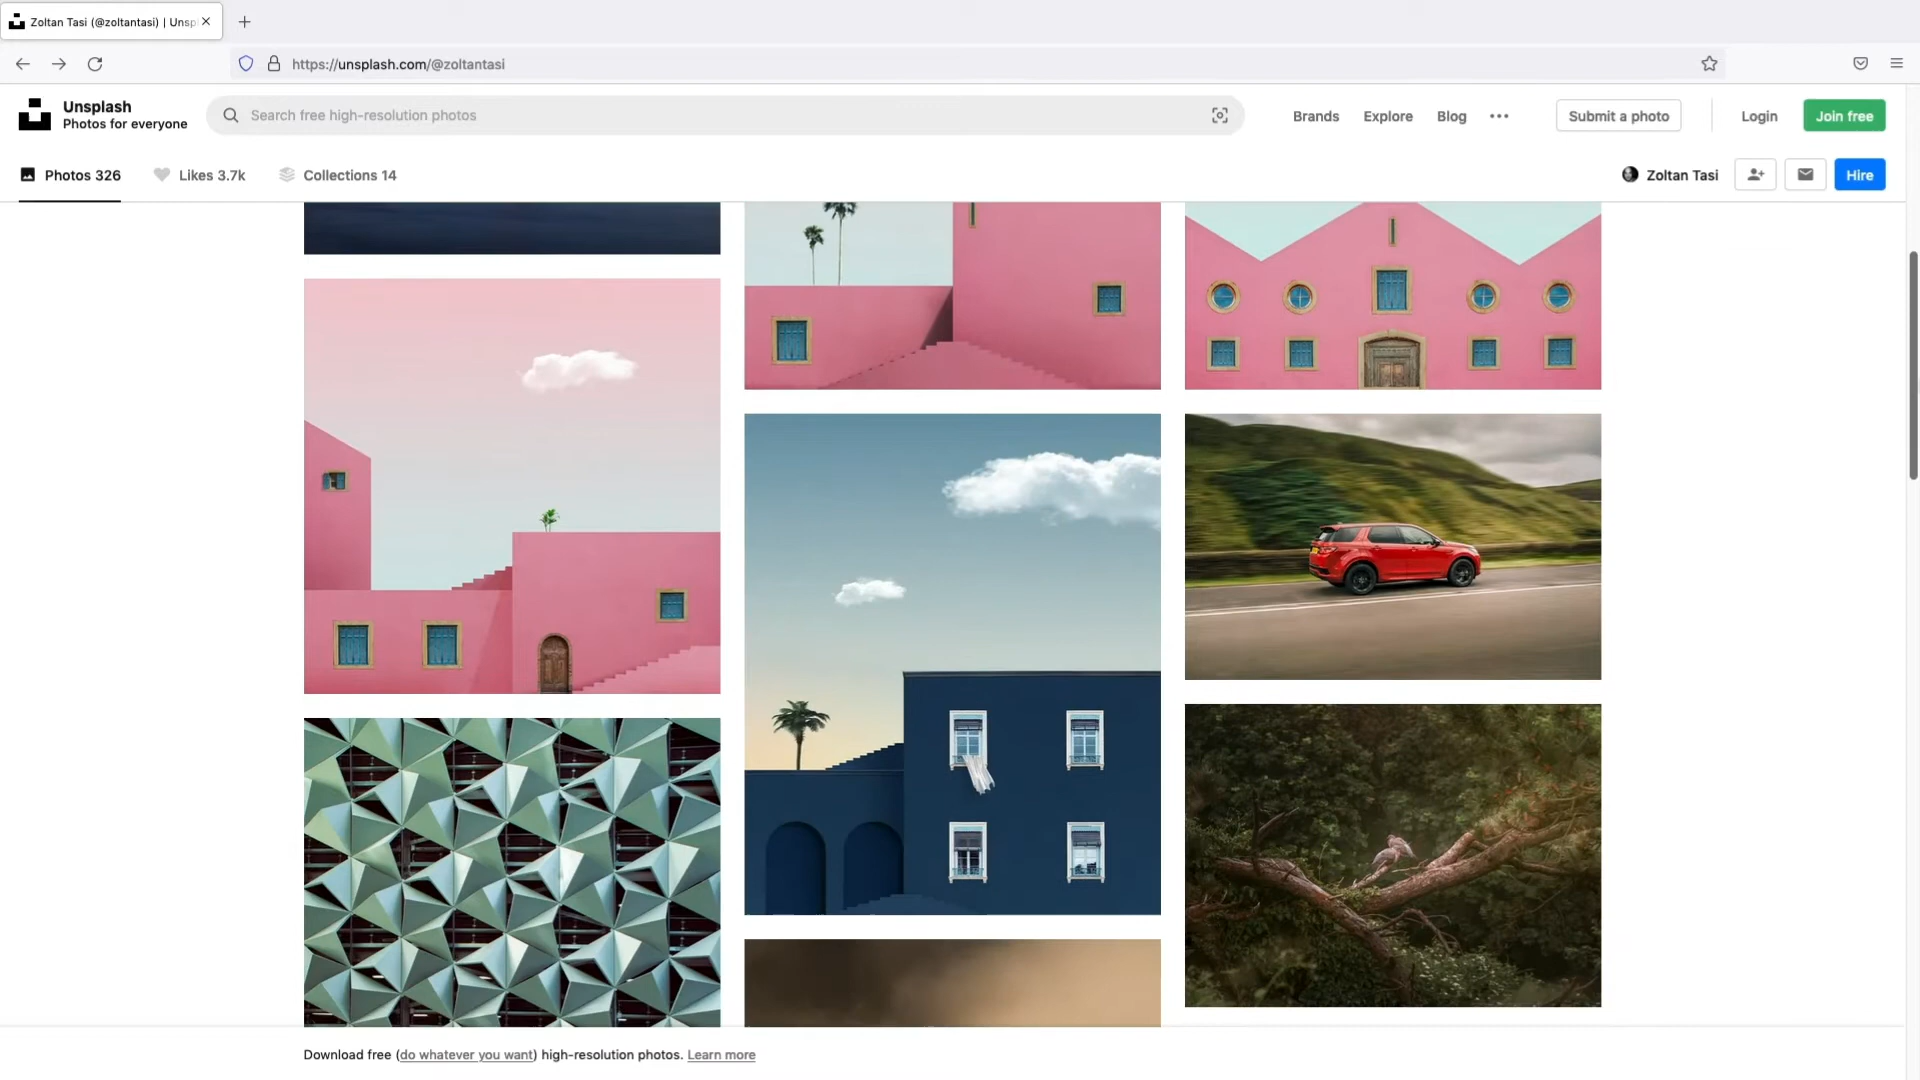 Zoltan Tasi (@zoltantasi) | Unsp
https://unsplash.com/@zoltantasi
Unsplash
Photos for everyone
Search free high-resolution photos
Brands
Explore
Blog
Submit a photo
Login
Join free
Photos 326
Likes 3.7k
Collections 14
Zoltan Tasi
Hire
Download free (do whatever you want) high-resolution photos. Learn more